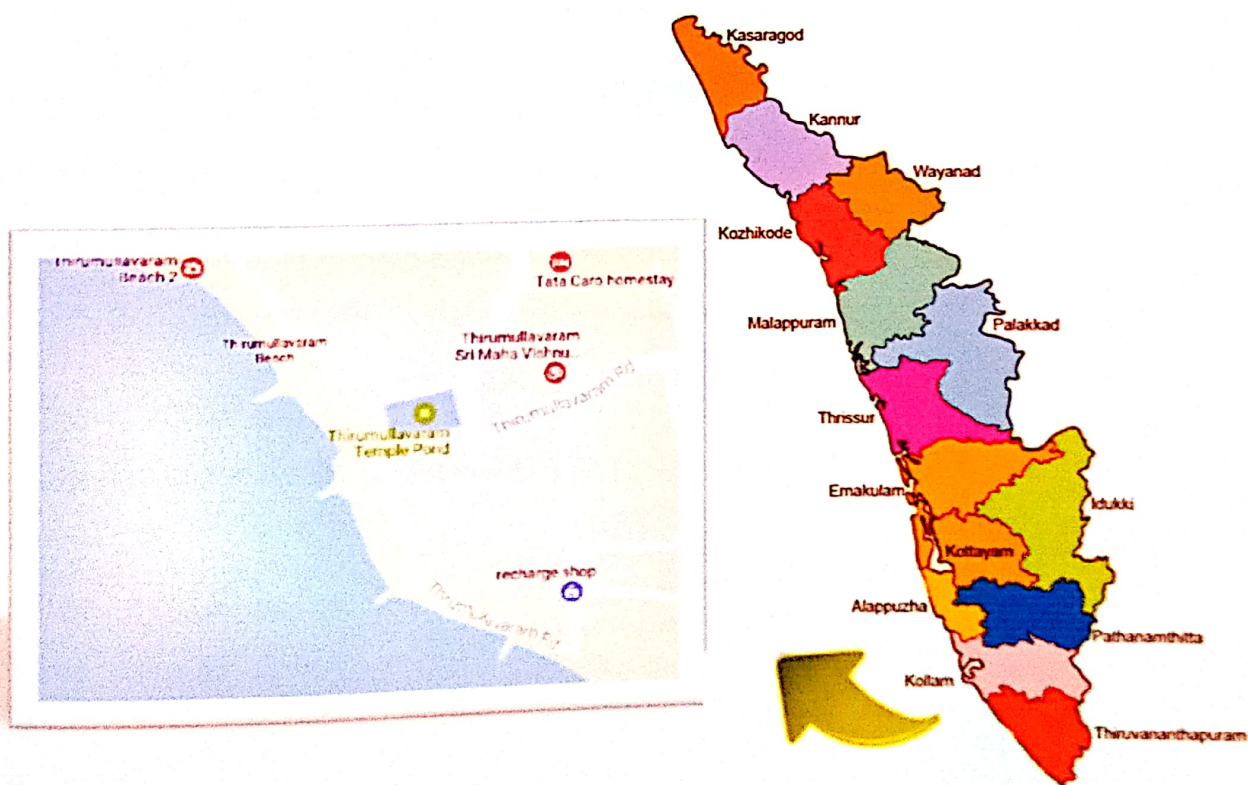 Thirumullavaram
Beach 2
Tata Caro homestay
Thirumullavaram
Beach
Thirumullavaram
Sri Maha Vishnu...
Thirumullavaram Rd
Thirumullavaram
Temple Pond
recharge shop
Thirumullavaram Rd
Kasaragod
Kannur
Wayanad
Kozhikode
Malappuram
Palakkad
Thrissur
Ernakulam
Idukki
Kottayam
Alappuzha
Pathanamthitta
Kollam
Thiruvananthapuram